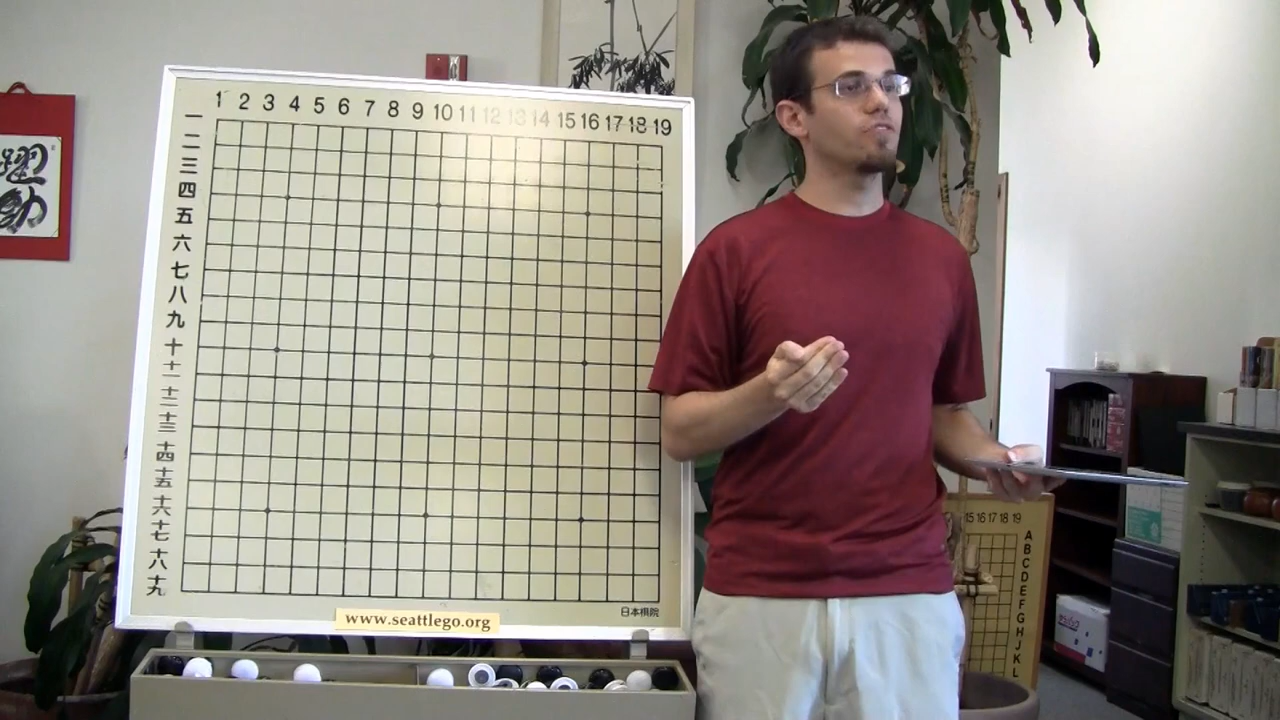 1 2 3 4 5 6 7 8 9 10 11 12 13 14 15 16 17 18 19
一
二
三
四
五
六
七
八
九
十
十一
十二
十三
十四
十五
十六
十七
十八
十九
日本棋院
www.seattlego.org
15 16 17 18 19
A
B
C
D
E
F
G
H
J
K
L